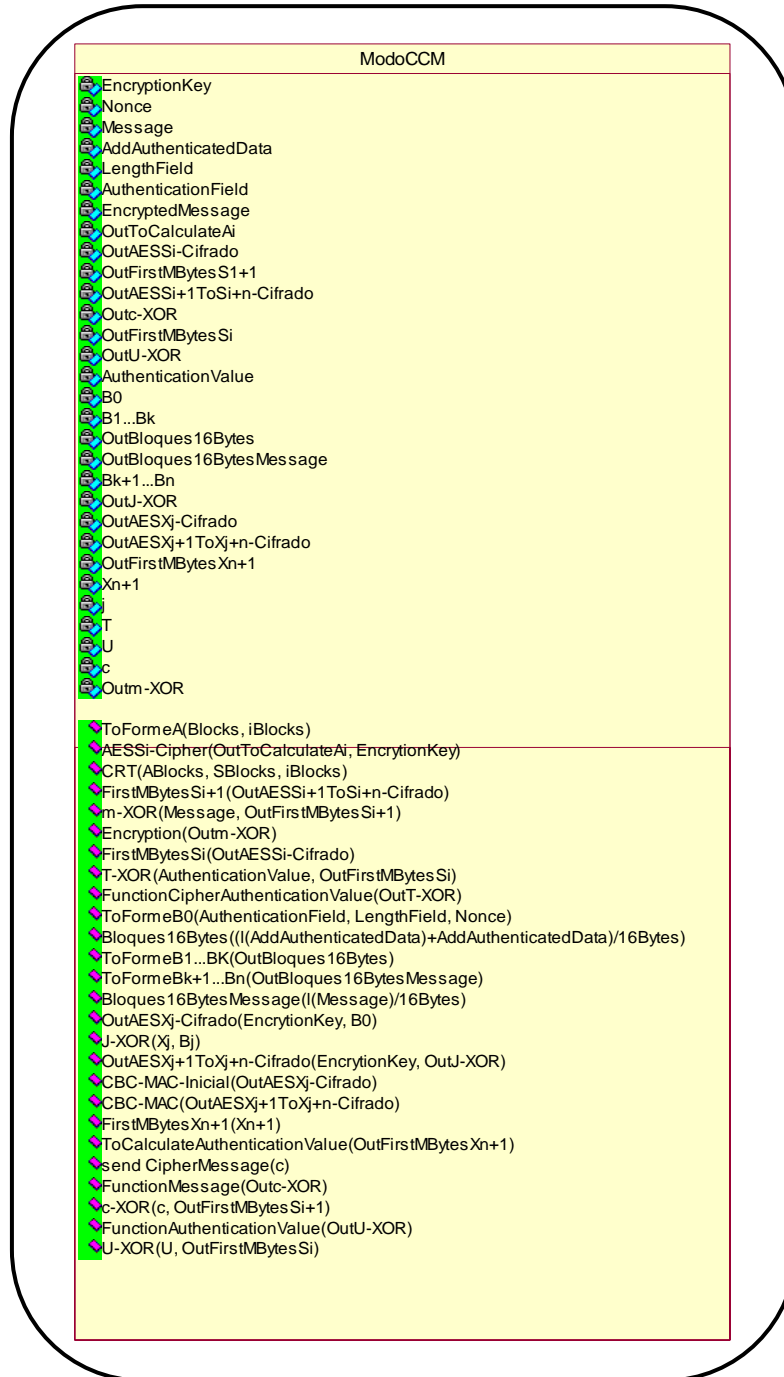 ModoCCM
EncryptionKey
Nonce
Message
AddAuthenticatedData
LengthField
AuthenticationField
EncryptedMessage
OutToCalculateAi
OutAESSi-Cifrado
OutFirstMBytesS1+1
OutAESSi+1ToSi+n-Cifrado
Outc-XOR
OutFirstMBytesSi
OutU-XOR
AuthenticationValue
B0
B1...Bk
OutBloques16Bytes
OutBloques16BytesMessage
Bk+1...Bn
OutJ-XOR
OutAESXj-Cifrado
OutAESXj+1ToXj+n-Cifrado
OutFirstMBytesXn+1
Xn+1
j
T
U
c
Outm-XOR
ToFormeA(Blocks, iBlocks)
AESSi-Cipher(OutToCalculateAi, EncrytionKey)
CRT(ABlocks, SBlocks, iBlocks)
FirstMBytesSi+1(OutAESSi+1ToSi+n-Cifrado)
m-XOR(Message, OutFirstMBytesSi+1)
Encryption(Outm-XOR)
FirstMBytesSi(OutAESSi-Cifrado)
T-XOR(AuthenticationValue, OutFirstMBytesSi)
FunctionCipherAuthenticationValue(OutT-XOR)
ToFormeB0(AuthenticationField, LengthField, Nonce)
Bloques16Bytes((l(AddAuthenticatedData)+AddAuthenticatedData)/16Bytes)
ToFormeB1...BK(OutBloques16Bytes)
ToFormeBk+1...Bn(OutBloques16BytesMessage)
Bloques16BytesMessage(l(Message)/16Bytes)
OutAESXj-Cifrado(EncrytionKey, B0)
J-XOR(Xj, Bj)
OutAESXj+1ToXj+n-Cifrado(EncrytionKey, OutJ-XOR)
CBC-MAC-Inicial(OutAESXj-Cifrado)
CBC-MAC(OutAESXj+1ToXj+n-Cifrado)
FirstMBytesXn+1(Xn+1)
ToCalculateAuthenticationValue(OutFirstMBytesXn+1)
send CipherMessage(c)
FunctionMessage(Outc-XOR)
c-XOR(c, OutFirstMBytesSi+1)
FunctionAuthenticationValue(OutU-XOR)
U-XOR(U, OutFirstMBytesSi)